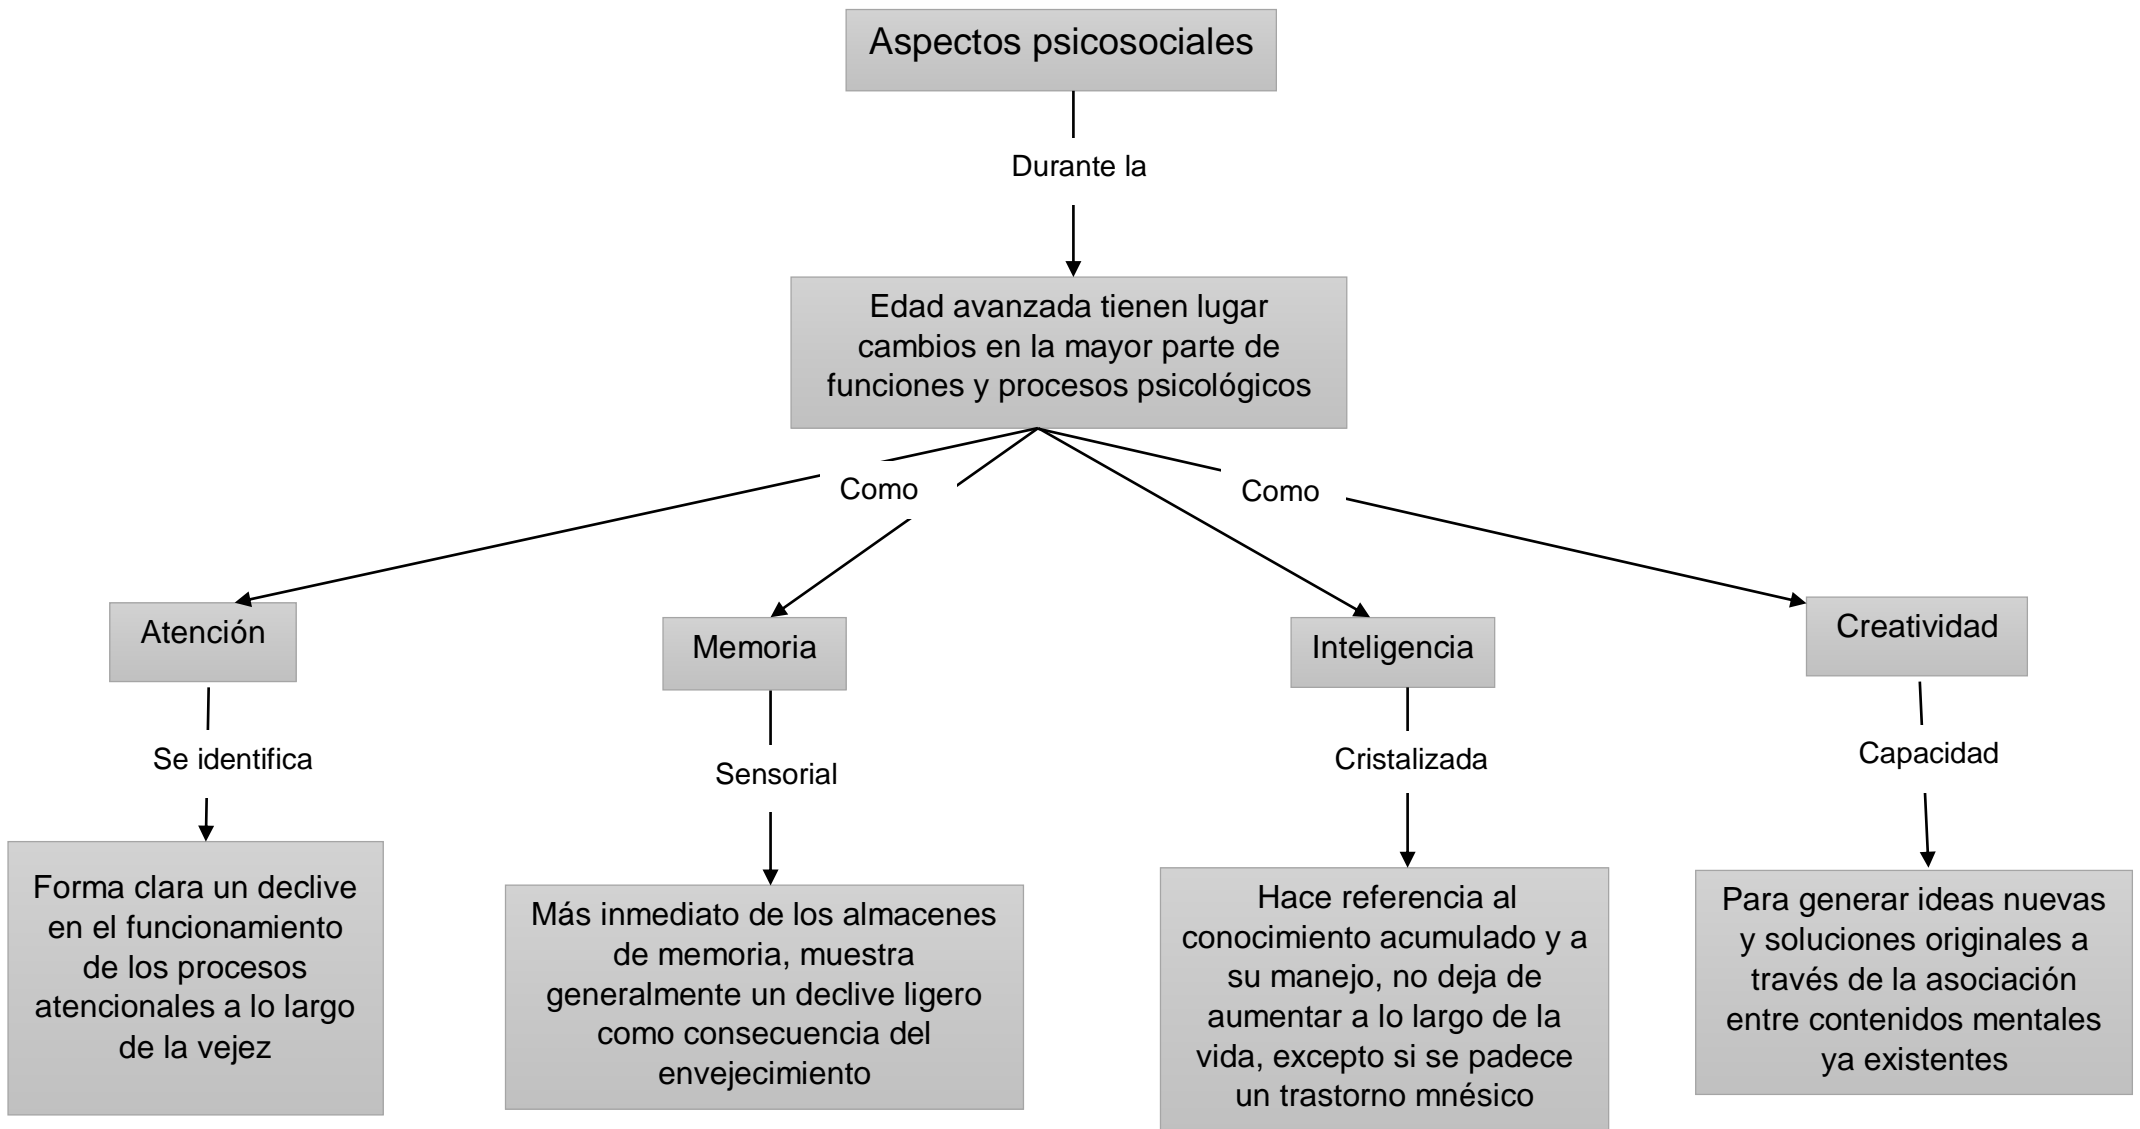 Aspectos psicosociales
Durante la
Edad avanzada tienen lugar
cambios en la mayor parte de
funciones y procesos psicológicos
Como
Como
Atención
Memoria
Inteligencia
Creatividad
Se identifica
Sensorial
Cristalizada
Capacidad
Forma clara un declive
en el funcionamiento
de los procesos
atencionales a lo largo
de la vejez
Más inmediato de los almacenes
de memoria, muestra
generalmente un declive ligero
como consecuencia del
envejecimiento
Hace referencia al
conocimiento acumulado y a
su manejo, no deja de
aumentar a lo largo de la
vida, excepto si se padece
un trastorno mnésico
Para generar ideas nuevas
y soluciones originales a
través de la asociación
entre contenidos mentales
ya existentes